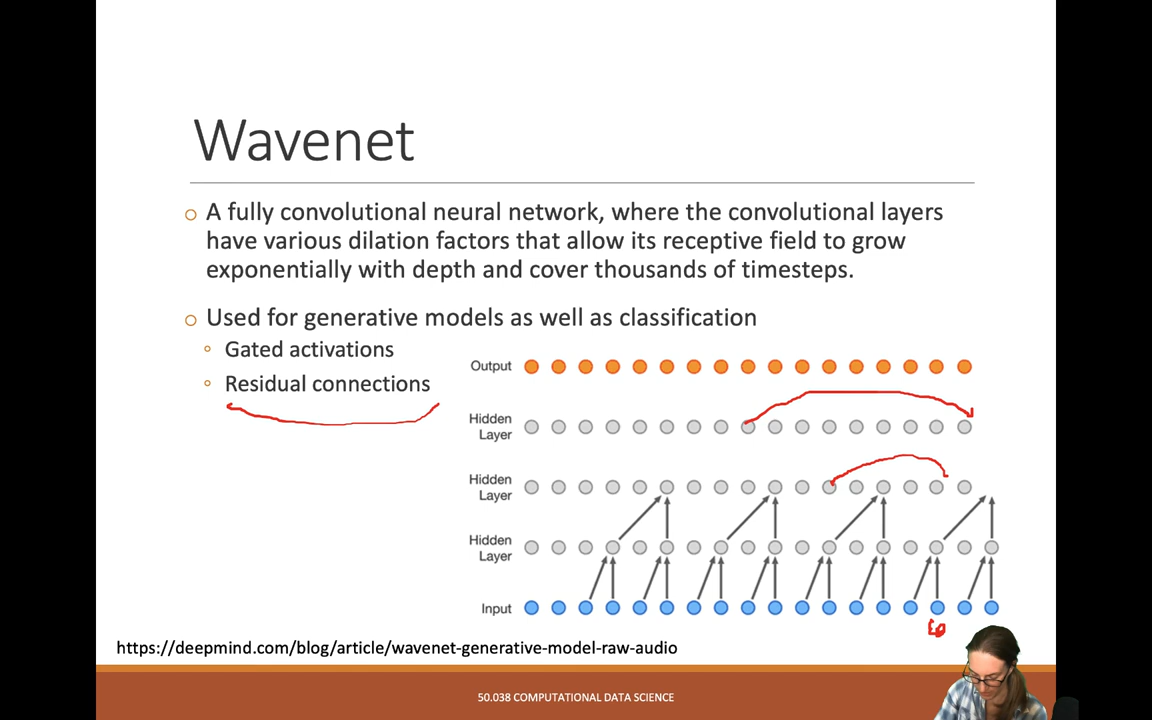 Wavenet
A fully convolutional neural network, where the convolutional layers
have various dilation factors that allow its receptive field to grow
exponentially with depth and cover thousands of timesteps.
Used for generative models as well as classification
Gated activations
Residual connections
Output
Hidden
Layer
Hidden
Layer
Hidden
Layer
Input
https://deepmind.com/blog/article/wavenet-generative-model-raw-audio
50.038 COMPUTATIONAL DATA SCIENCE